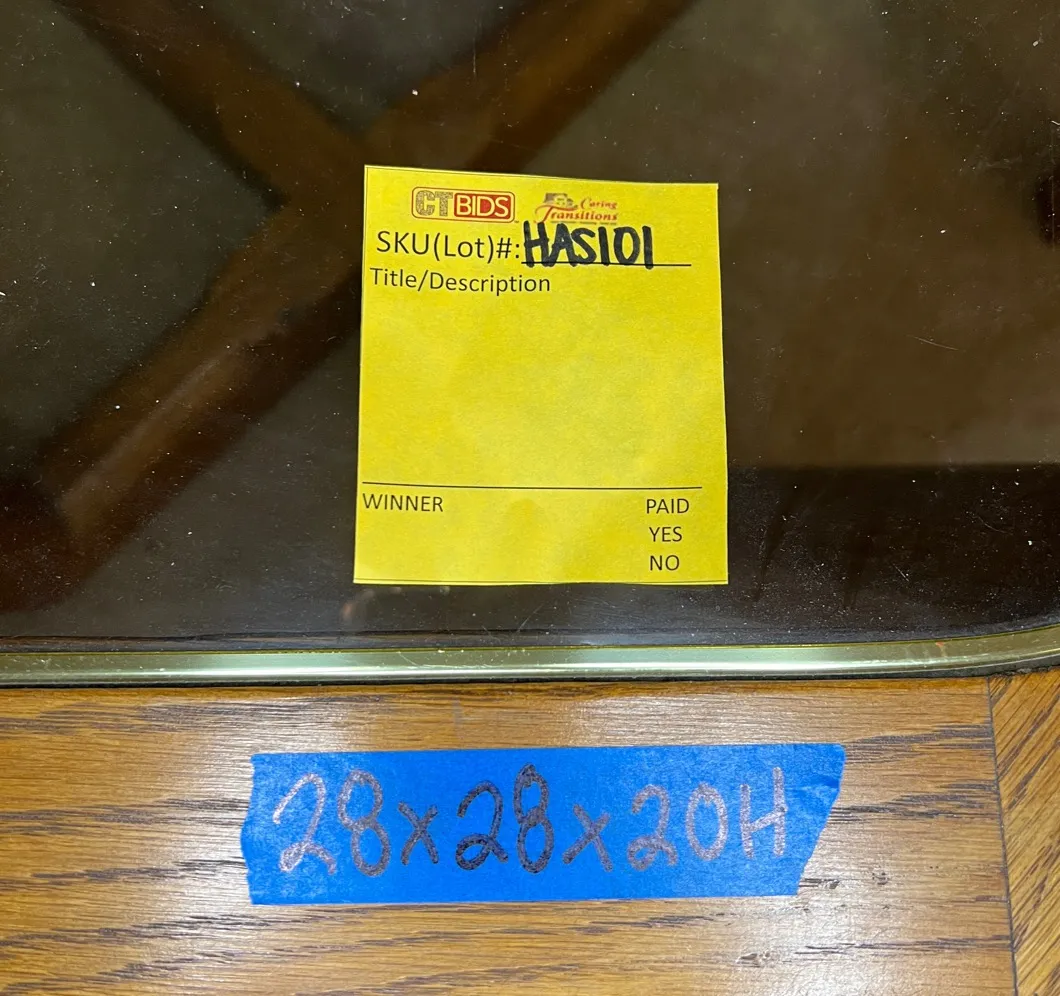 CTBIDS Caring Transitions
SKU(Lot)#: HAS101
Title/Description
WINNER PAID
YES
NO
28x28x20H